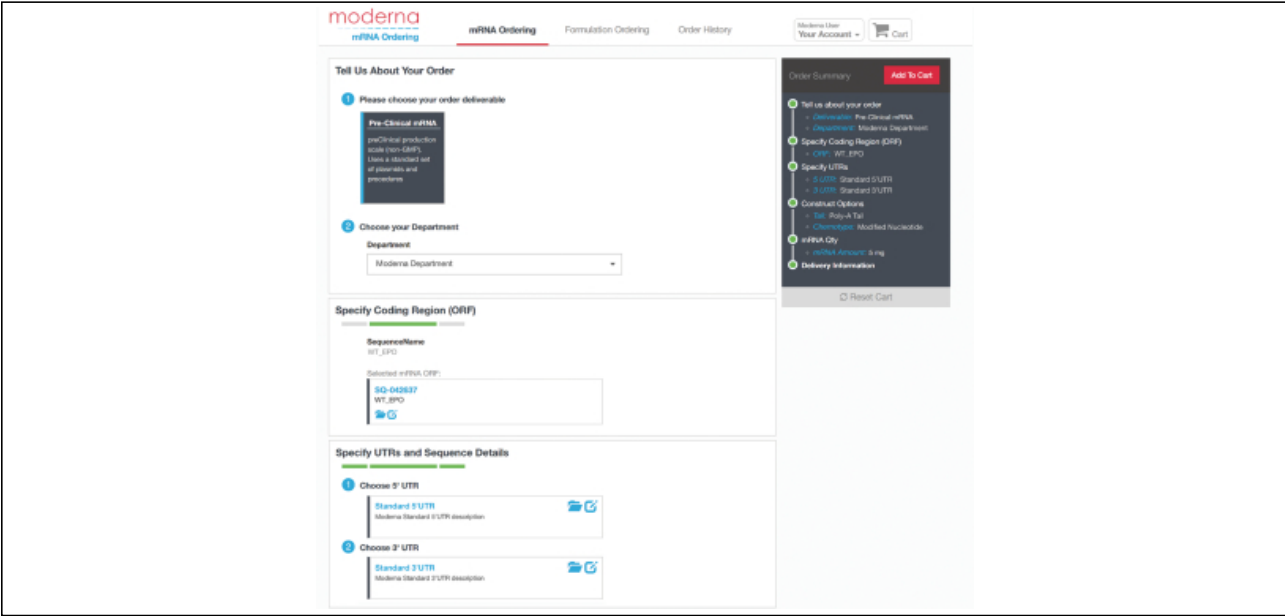 moderna
mRNA Ordering
mRNA Ordering
Formulation Ordering
Order History
Moderna User
Your Account
Cart
Tell Us About Your Order
1 Please choose your order deliverable
Pre-Clinical mRNA
preClinical production
scale (non-GMP).
Uses a standard set
of plasmids and
procedures
2 Choose your Department
Department
Moderna Department
Specify Coding Region (ORF)
SequenceName
WT_EPO
Selected mRNA ORF:
SQ-042637
WT_EPO
Specify UTRs and Sequence Details
1 Choose 5' UTR
Standard 5'UTR
Moderna Standard 5'UTR description
2 Choose 3' UTR
Standard 3'UTR
Moderna Standard 3'UTR description
Order Summary
Add To Cart
Tell us about your order
Deliverable: Pre-Clinical mRNA
Department: Moderna Department
Specify Coding Region (ORF)
ORF: WT_EPO
Specify UTRs
5 UTR: Standard 5'UTR
3 UTR: Standard 3'UTR
Construct Options
Tail: Poly-A Tail
Chemotype: Modified Nucleotide
mRNA Qty
mRNA Amount: 5 mg
Delivery Information
Reset Cart